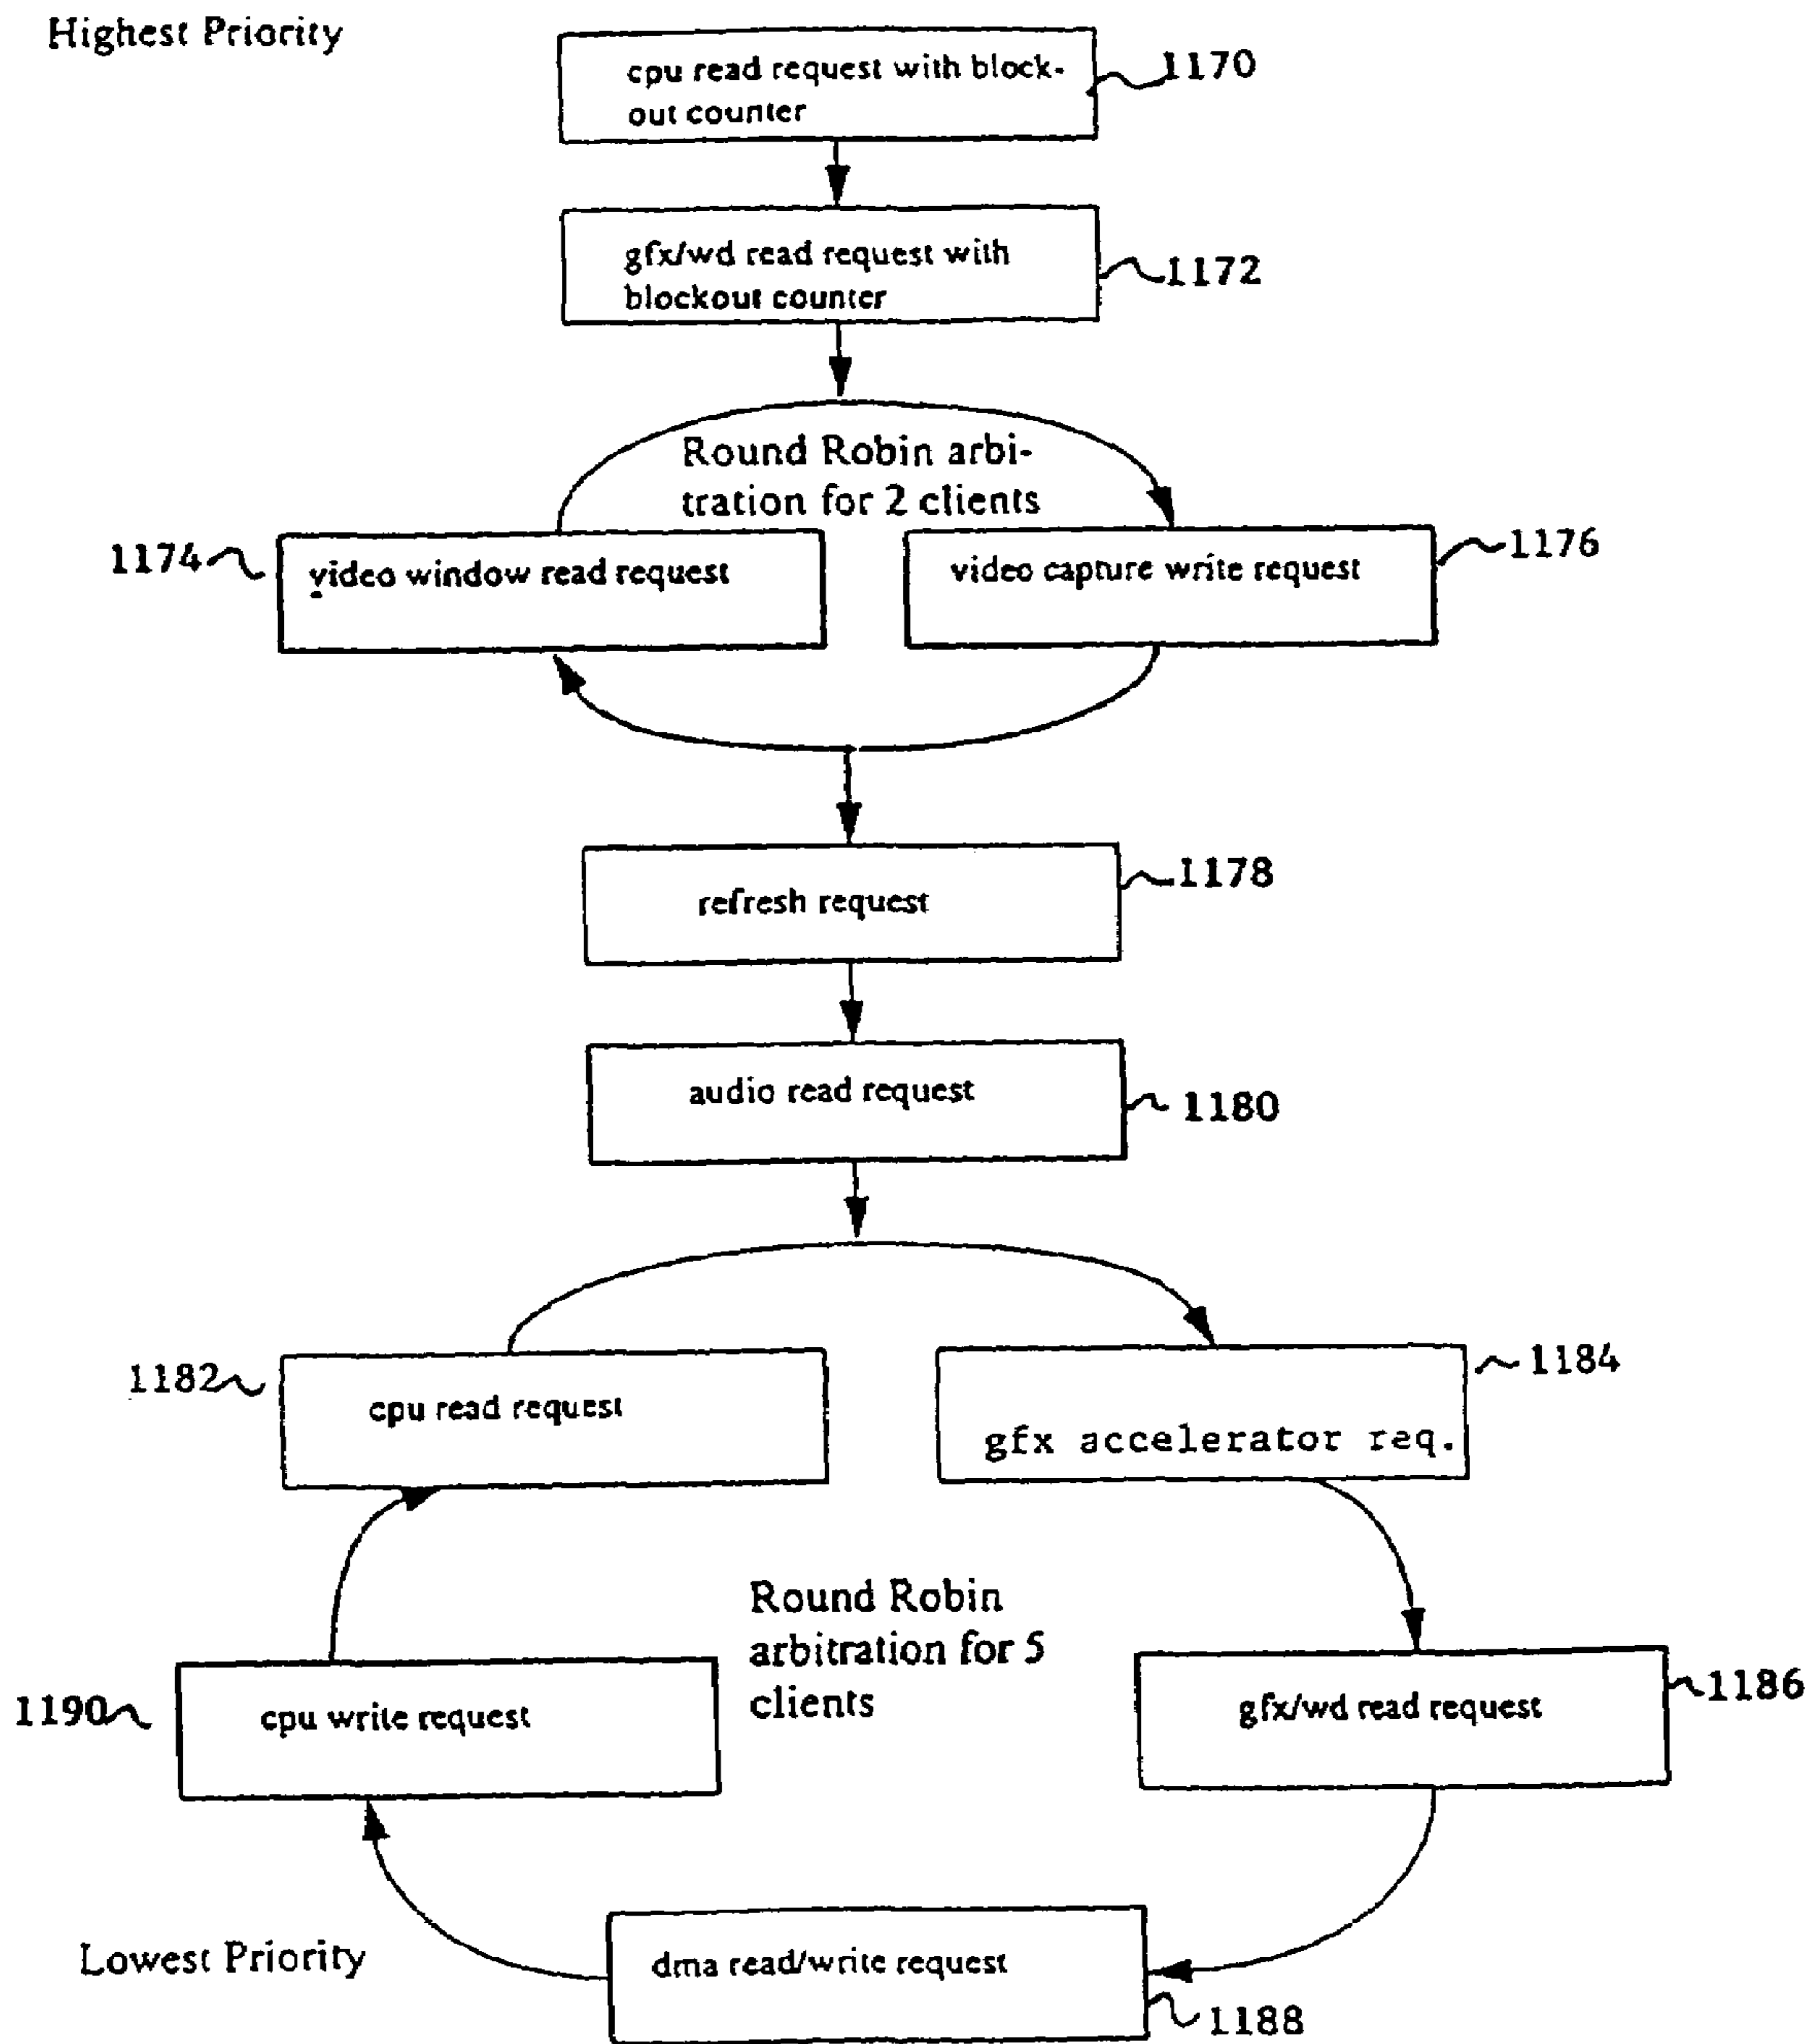 Highest Priority
cpu read request with block-
out counter
1170
gfx/wd read request with
blockout counter
1172
Round Robin arbi-
tration for 2 clients
1174
video window read request
video capture write request
1176
refresh request
1178
audio read request
1180
1182
cpu read request
gfx accelerator req.
1184
Round Robin
arbitration for 5
clients
1190
cpu write request
gfx/wd read request
1186
Lowest Priority
dma read/write request
1188